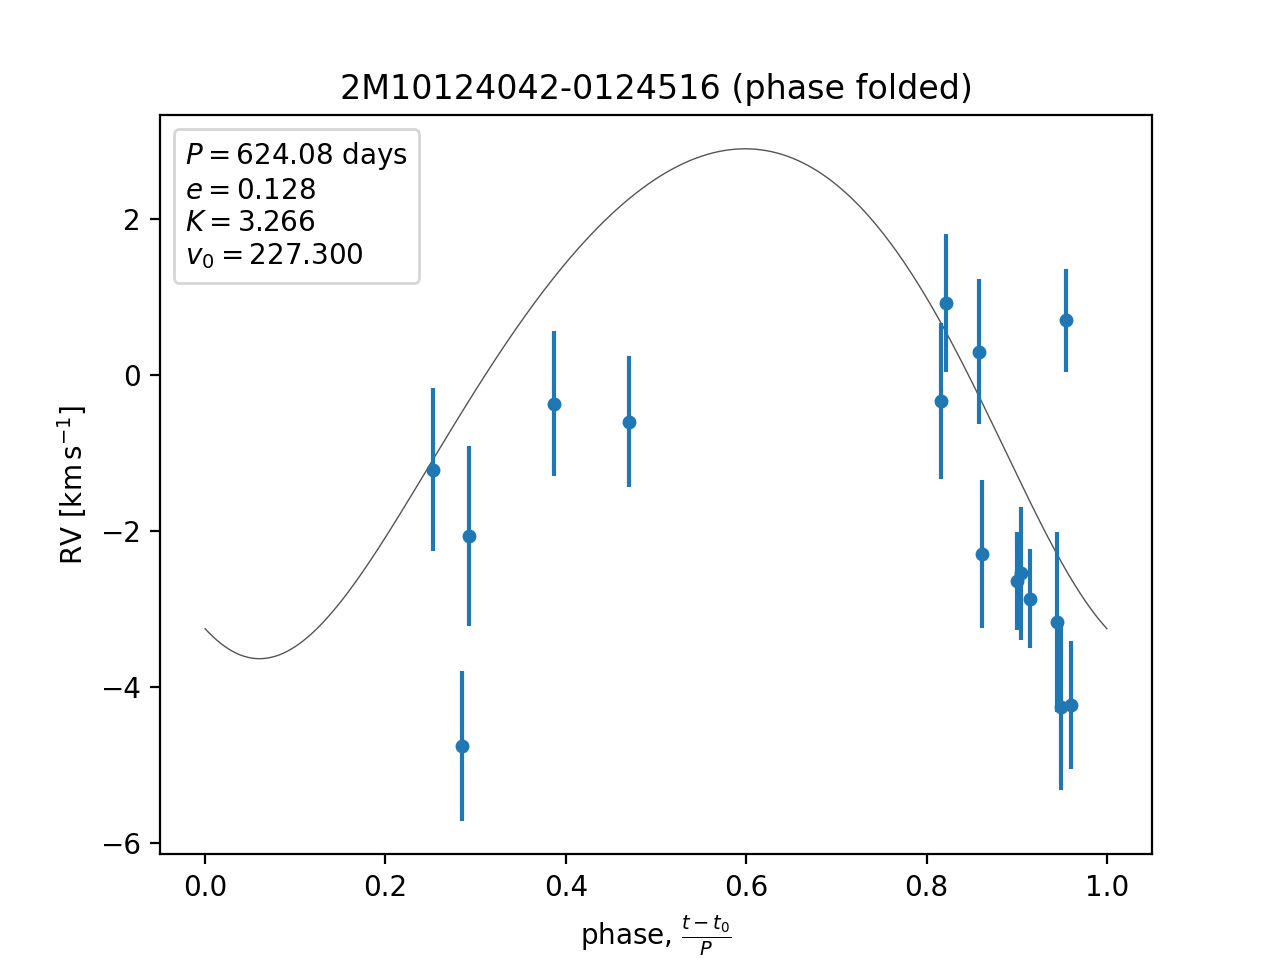 2M10124042-0124516 (phase folded)
P = 624.08 days
e = 0.128
K = 3.266
v₀ = 227.300
RV [km s⁻¹]
2
0
−2
−4
−6
0.0 0.2 0.4 0.6 0.8 1.0
phase, (t − t₀)/P